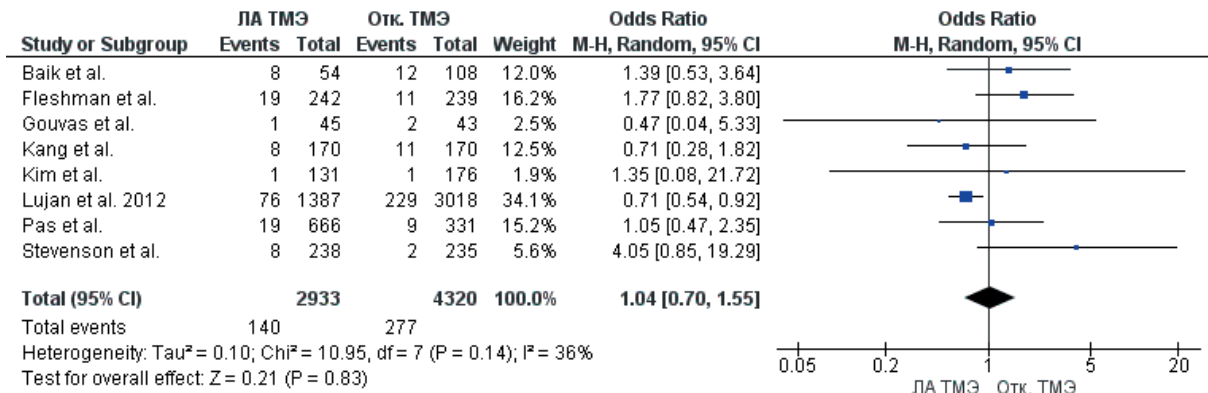 ЛА ТМЭ Отк. ТМЭ Odds Ratio Odds Ratio
Study or Subgroup Events Total Events Total Weight M-H, Random, 95% CI M-H, Random, 95% CI
Baik et al. 8 54 12 108 12.0% 1.39 [0.53, 3.64]
Fleshman et al. 19 242 11 239 16.2% 1.77 [0.82, 3.80]
Gouvas et al. 1 45 2 43 2.5% 0.47 [0.04, 5.33]
Kang et al. 8 170 11 170 12.5% 0.71 [0.28, 1.82]
Kim et al. 1 131 1 176 1.9% 1.35 [0.08, 21.72]
Lujan et al. 2012 76 1387 229 3018 34.1% 0.71 [0.54, 0.92]
Pas et al. 19 666 9 331 15.2% 1.05 [0.47, 2.35]
Stevenson et al. 8 238 2 235 5.6% 4.05 [0.85, 19.29]
Total (95% CI) 2933 4320 100.0% 1.04 [0.70, 1.55]
Total events 140 277
Heterogeneity: Tau² = 0.10; Chi² = 10.95, df = 7 (P = 0.14); I² = 36%
Test for overall effect: Z = 0.21 (P = 0.83)
0.05 0.2 1 5 20
ЛА ТМЭ Отк. ТМЭ